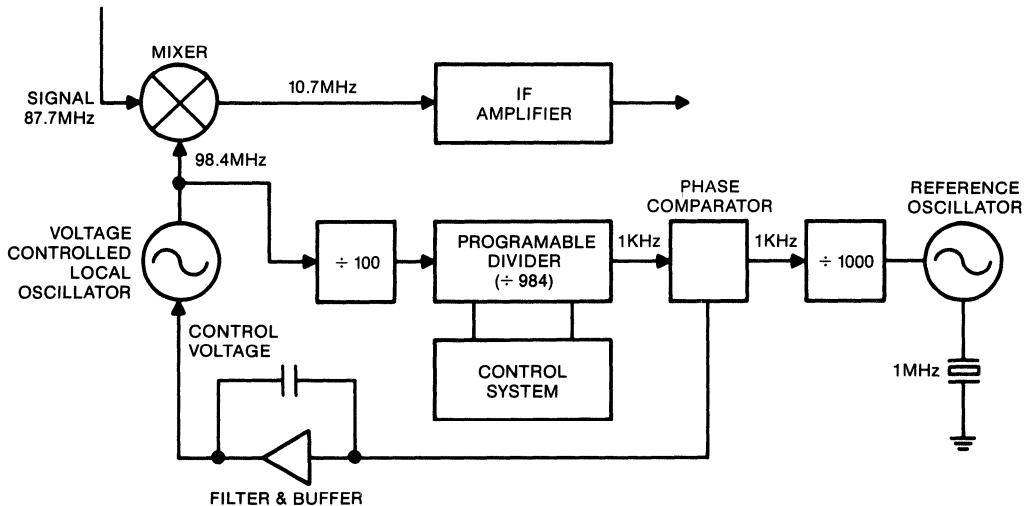 MIXER
SIGNAL
87.7MHz
10.7MHz
IF
AMPLIFIER
98.4MHz
VOLTAGE
CONTROLLED
LOCAL
OSCILLATOR
÷ 100
PROGRAMABLE
DIVIDER
(÷ 984)
1KHz
PHASE
COMPARATOR
1KHz
÷ 1000
REFERENCE
OSCILLATOR
CONTROL
VOLTAGE
CONTROL
SYSTEM
1MHz
FILTER & BUFFER